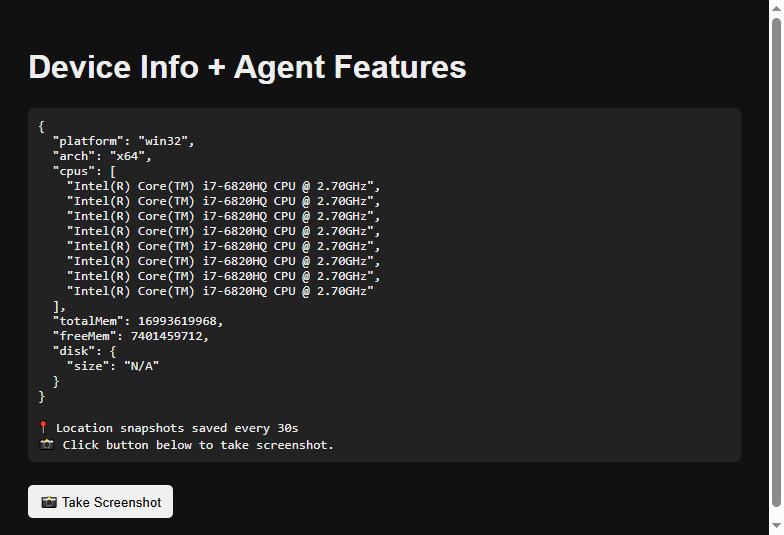 Device Info + Agent Features
{
  "platform": "win32",
  "arch": "x64",
  "cpus": [
    "Intel(R) Core(TM) i7-6820HQ CPU @ 2.70GHz",
    "Intel(R) Core(TM) i7-6820HQ CPU @ 2.70GHz",
    "Intel(R) Core(TM) i7-6820HQ CPU @ 2.70GHz",
    "Intel(R) Core(TM) i7-6820HQ CPU @ 2.70GHz",
    "Intel(R) Core(TM) i7-6820HQ CPU @ 2.70GHz",
    "Intel(R) Core(TM) i7-6820HQ CPU @ 2.70GHz",
    "Intel(R) Core(TM) i7-6820HQ CPU @ 2.70GHz",
    "Intel(R) Core(TM) i7-6820HQ CPU @ 2.70GHz"
  ],
  "totalMem": 16993619968,
  "freeMem": 7401459712,
  "disk": {
    "size": "N/A"
  }
}
📍 Location snapshots saved every 30s
📸 Click button below to take screenshot.
📸 Take Screenshot